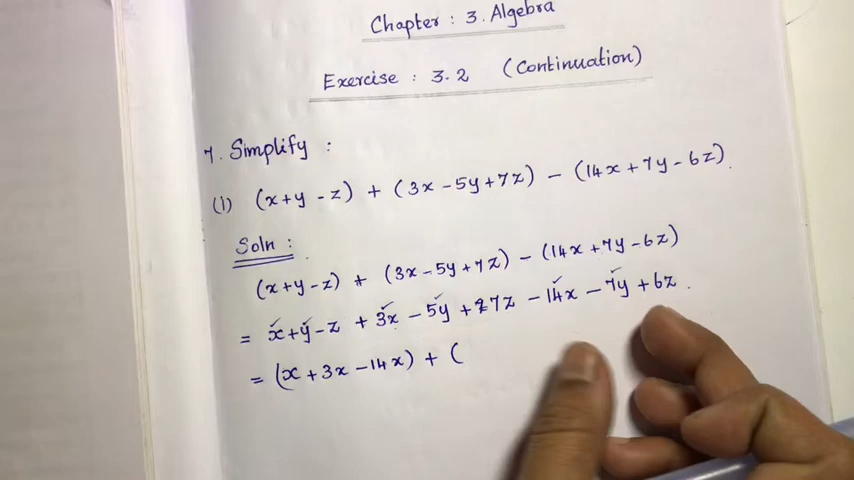 Chapter : 3. Algebra
Exercise : 3.2 (Continuation)
7. Simplify :
(1) (x+y-z) + (3x-5y+7z) - (14x+7y-6z).
Soln :
(x+y-z) + (3x-5y+7z) - (14x+7y-6z)
= x+y-z + 3x - 5y + 7z - 14x - 7y + 6z.
= (x+3x-14x) + (